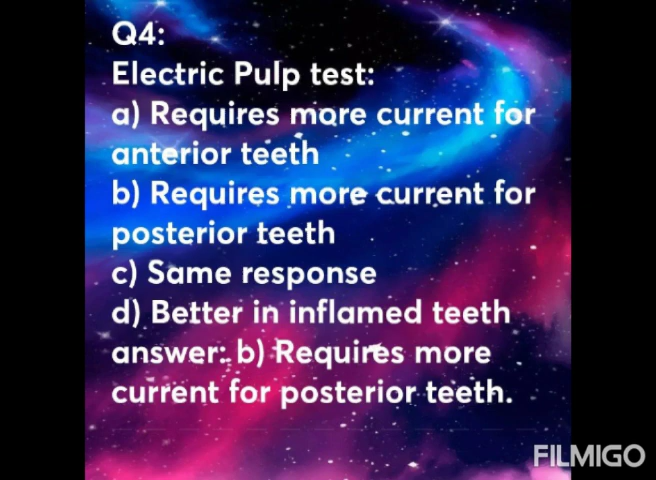 Q4:
Electric Pulp test:
a) Requires more current for
anterior teeth
b) Requires more current for
posterior teeth
c) Same response
d) Better in inflamed teeth
answer: b) Requires more
current for posterior teeth.
FILMIGO